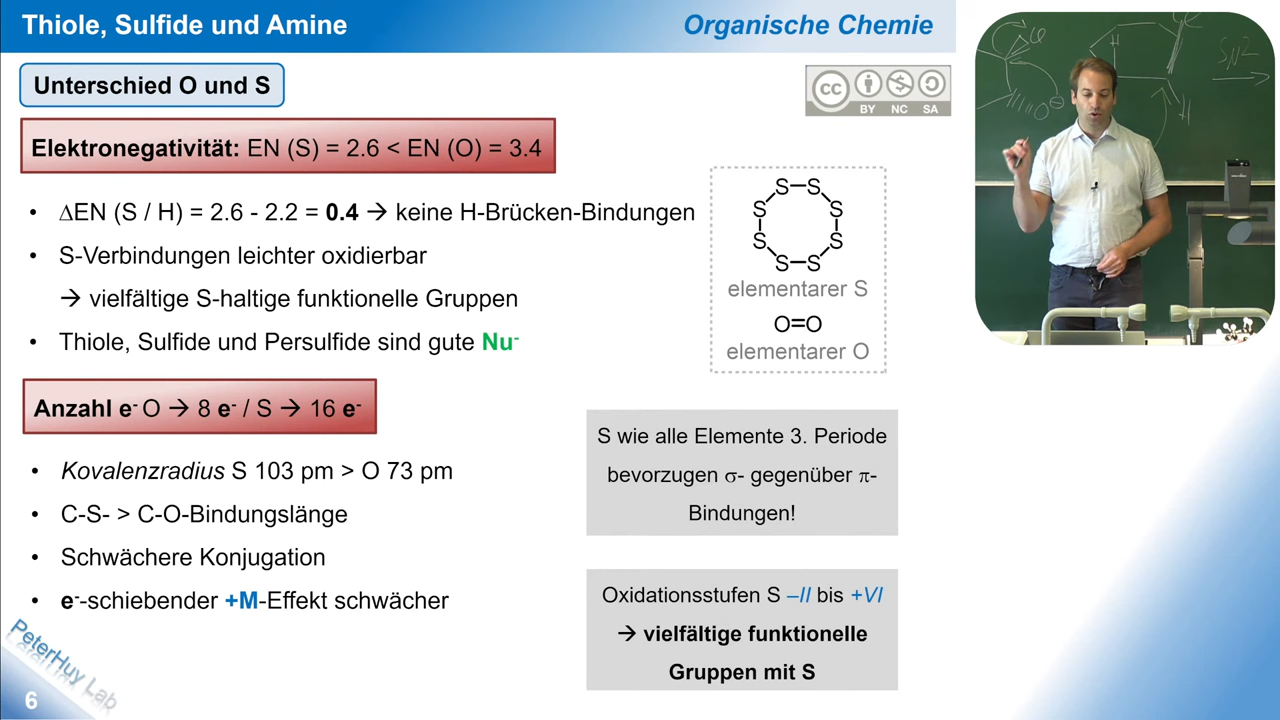 Thiole, Sulfide und Amine
Organische Chemie
Unterschied O und S
cc
BY NC SA
Elektronegativität: EN (S) = 2.6 < EN (O) = 3.4
• ΔEN (S / H) = 2.6 - 2.2 = 0.4 → keine H-Brücken-Bindungen
• S-Verbindungen leichter oxidierbar
→ vielfältige S-haltige funktionelle Gruppen
• Thiole, Sulfide und Persulfide sind gute Nu⁻
S–S
S S
S S
S–S
elementarer S
O=O
elementarer O
Anzahl e⁻ O → 8 e⁻ / S → 16 e⁻
• Kovalenzradius S 103 pm > O 73 pm
• C-S- > C-O-Bindungslänge
• Schwächere Konjugation
• e⁻-schiebender +M-Effekt schwächer
S wie alle Elemente 3. Periode
bevorzugen σ- gegenüber π-
Bindungen!
Oxidationsstufen S –II bis +VI
→ vielfältige funktionelle
Gruppen mit S
PeterHuy Lab
6
SN2
H
H